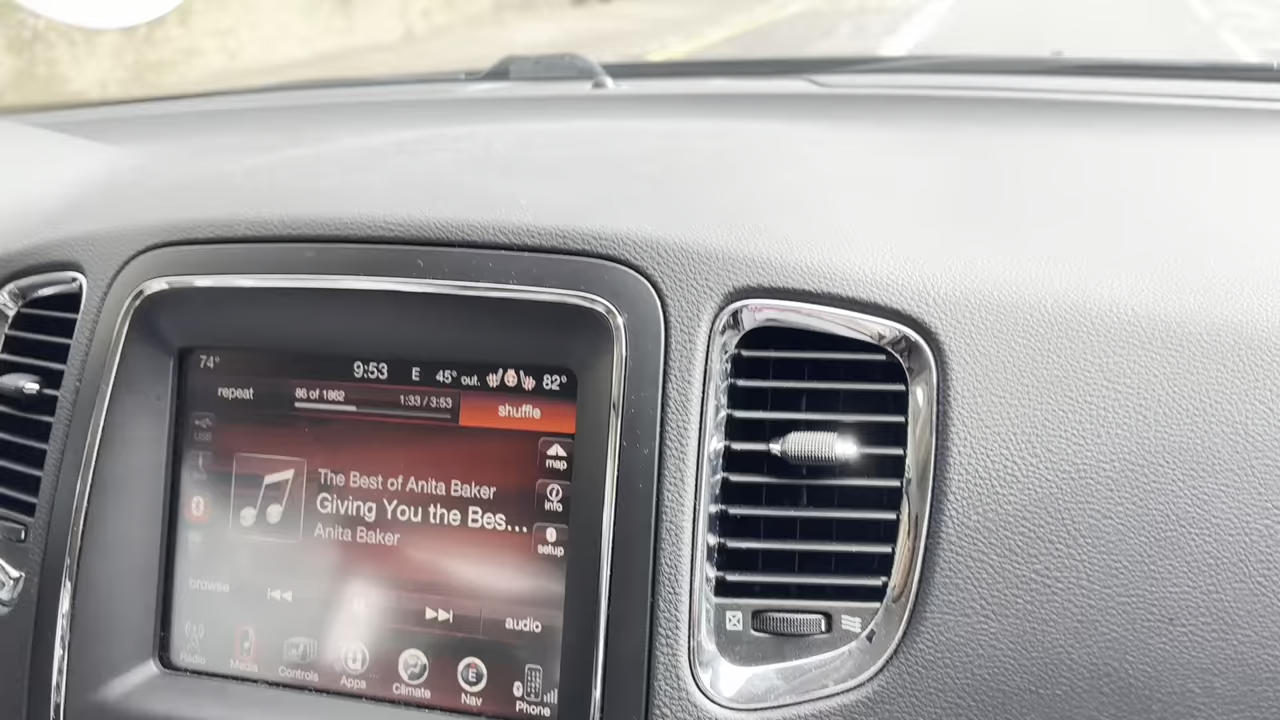 74° 9:53 E 45° out. 82°
repeat 86 of 1862 1:33 / 3:53 shuffle
USB
map
The Best of Anita Baker
Giving You the Bes...
info
Anita Baker
setup
browse
audio
Radio Media Controls Apps Climate E Nav Phone